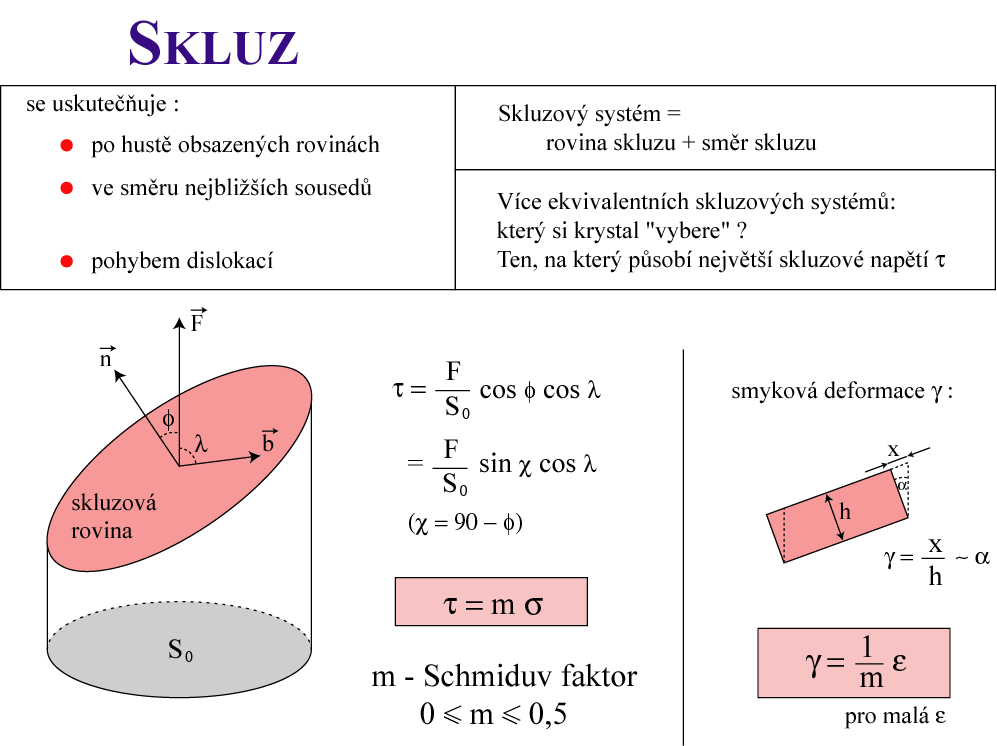 SKLUZ
se uskutečňuje :
po hustě obsazených rovinách
ve směru nejbližších sousedů
pohybem dislokací
Skluzový systém =
rovina skluzu + směr skluzu
Více ekvivalentních skluzových systémů:
který si krystal "vybere" ?
Ten, na který působí největší skluzové napětí τ
F
n
ϕ
λ
b
skluzová
rovina
S₀
τ = F/S₀ cos ϕ cos λ
= F/S₀ sin χ cos λ
(χ = 90 – ϕ)
τ = m σ
m - Schmiduv faktor
0 ⩽ m ⩽ 0,5
smyková deformace γ :
x
α
h
γ = x/h ~ α
γ = 1/m ε
pro malá ε